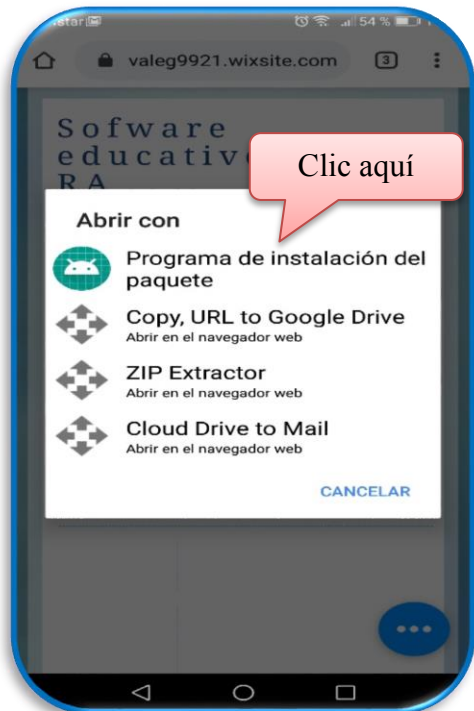 star
54 %
valeg9921.wixsite.com
3
Sofware
educativ
RA
Clic aquí
Abrir con
Programa de instalación del
paquete
Copy, URL to Google Drive
Abrir en el navegador web
ZIP Extractor
Abrir en el navegador web
Cloud Drive to Mail
Abrir en el navegador web
CANCELAR